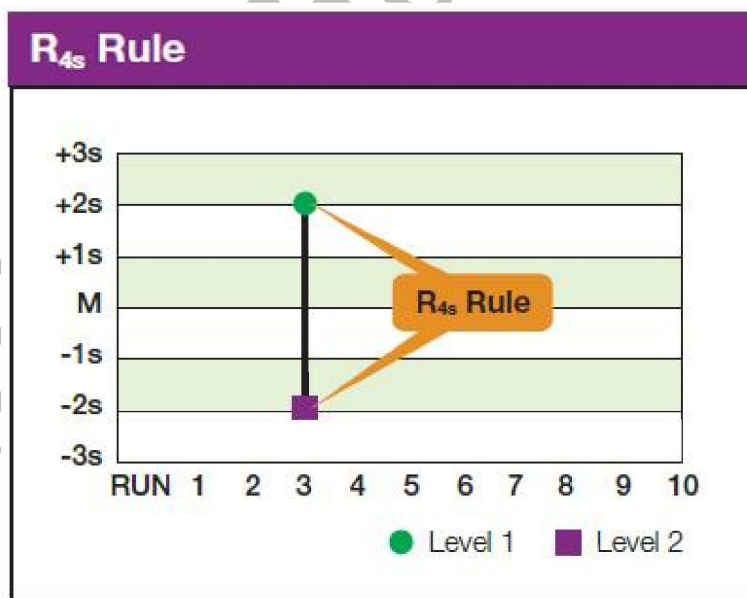 R4s Rule
+3s
+2s
+1s
M
-1s
-2s
-3s
R4s Rule
RUN 1 2 3 4 5 6 7 8 9 10
Level 1 Level 2